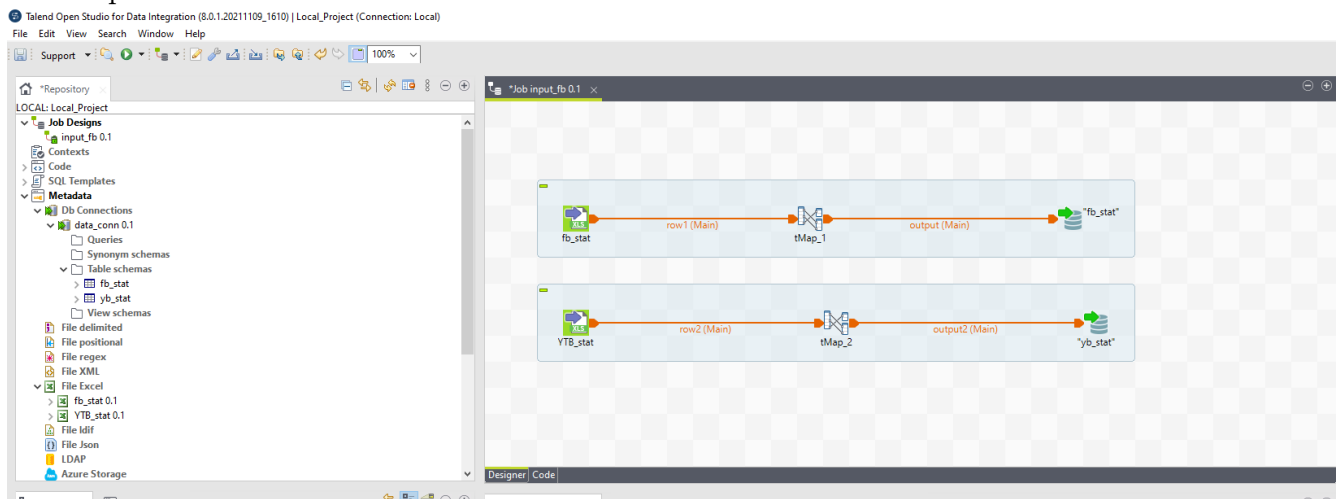 Talend Open Studio for Data Integration (8.0.1.20211109_1610) | Local_Project (Connection: Local)
File Edit View Search Window Help
Support 100%
*Repository
LOCAL: Local_Project
Job Designs
input_fb 0.1
Contexts
Code
SQL Templates
Metadata
Db Connections
data_conn 0.1
Queries
Synonym schemas
Table schemas
fb_stat
yb_stat
View schemas
File delimited
File positional
File regex
File XML
File Excel
fb_stat 0.1
YTB_stat 0.1
File ldif
File Json
LDAP
Azure Storage
*Job input_fb 0.1
XLS
"fb_stat"
row1 (Main)
output (Main)
fb_stat
tMap_1
XLS
row2 (Main)
output2 (Main)
YTB_stat
tMap_2
"yb_stat"
Designer Code